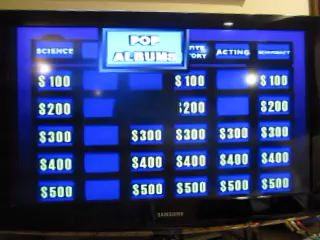 SCIENCE
POP
ALBUMS
ACTING
$100 $100 $100
$200 $200 $200
$300 $300 $300 $300 $300
$400 $400 $400 $400 $400
$500 $500 $500 $500 $500
SAMSUNG